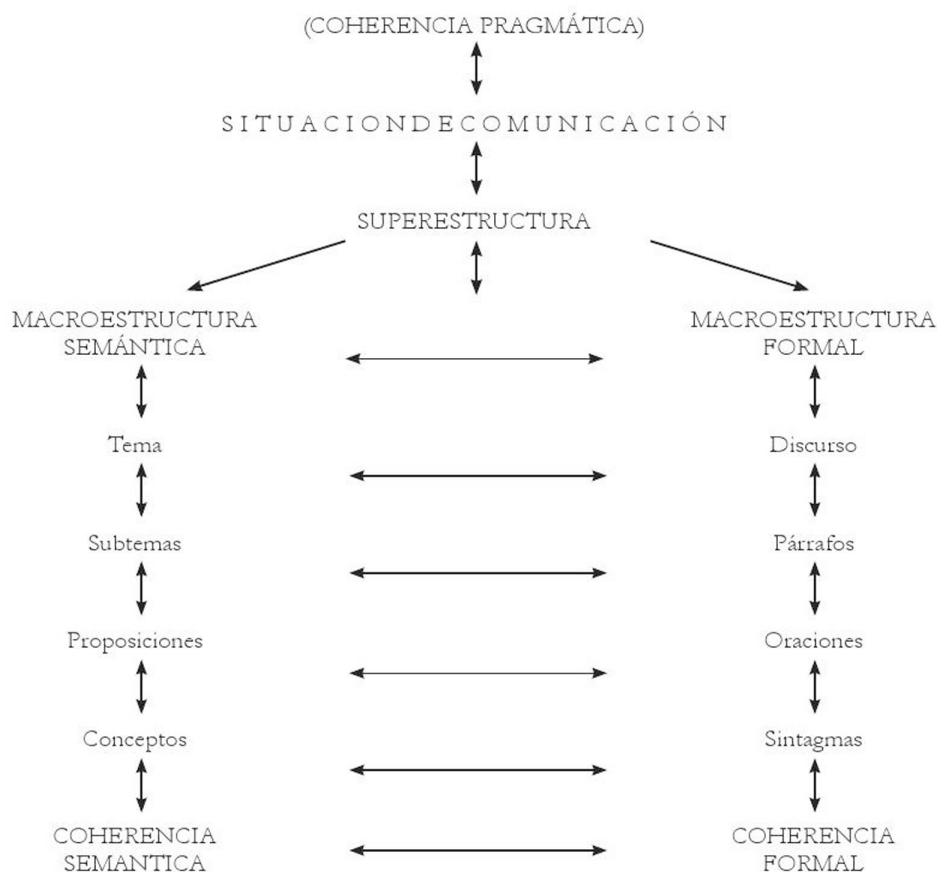 (COHERENCIA PRAGMÁTICA)
S I T U A C I O N D E C O M U N I C A C I Ó N
SUPERESTRUCTURA
MACROESTRUCTURA
SEMÁNTICA
MACROESTRUCTURA
FORMAL
Tema
Discurso
Subtemas
Párrafos
Proposiciones
Oraciones
Conceptos
Sintagmas
COHERENCIA
SEMANTICA
COHERENCIA
FORMAL